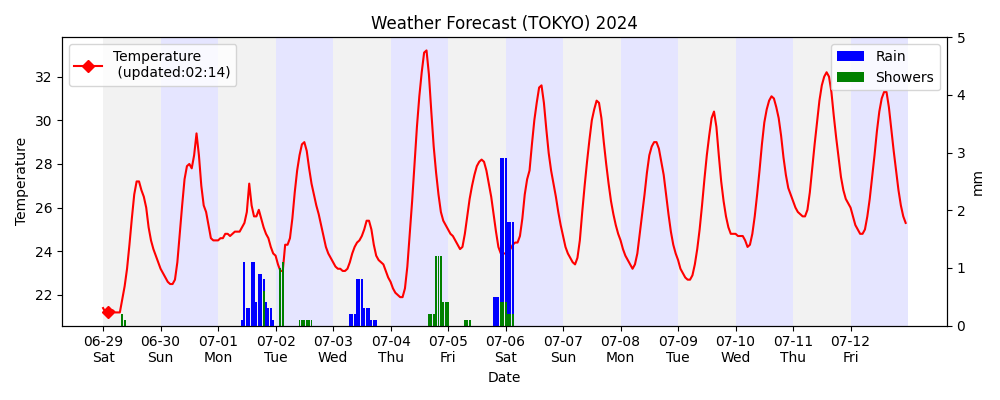 Weather Forecast (TOKYO) 2024
Temperature
(updated:02:14)
Rain
Showers
Temperature
32
30
28
26
24
22
5
4
3
2
1
0
mm
06-29 06-30 07-01 07-02 07-03 07-04 07-05 07-06 07-07 07-08 07-09 07-10 07-11 07-12
Sat Sun Mon Tue Wed Thu Fri Sat Sun Mon Tue Wed Thu Fri
Date